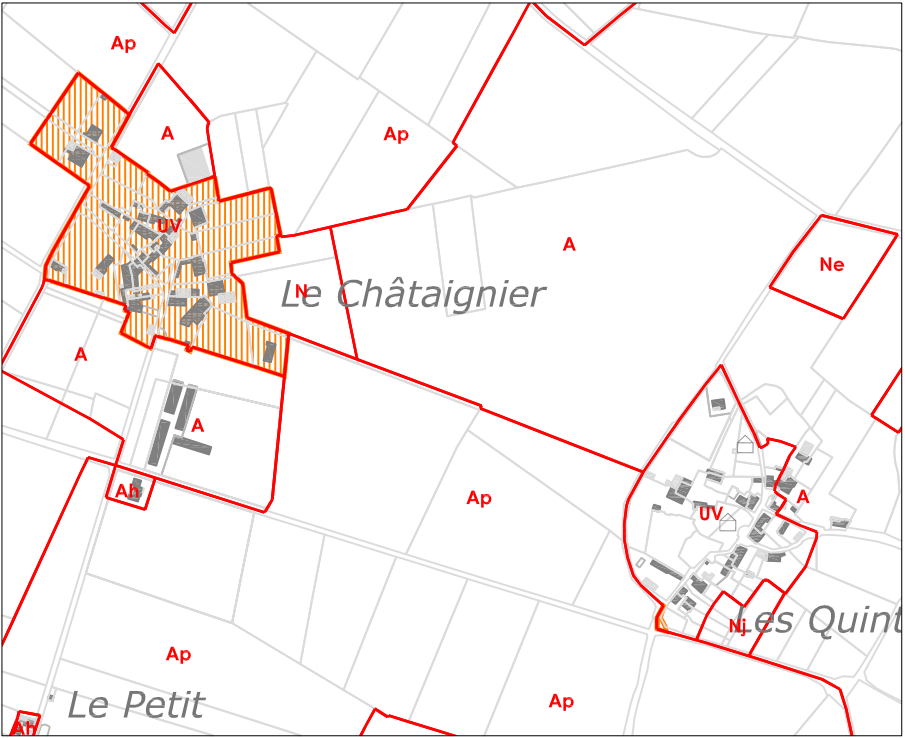 Ap
A
Ap
UV
A
Ne
N
Le Châtaignier
A
A
Ah
Ap
UV
A
Nj
Les Quint
Ap
Ap
Le Petit
Ah